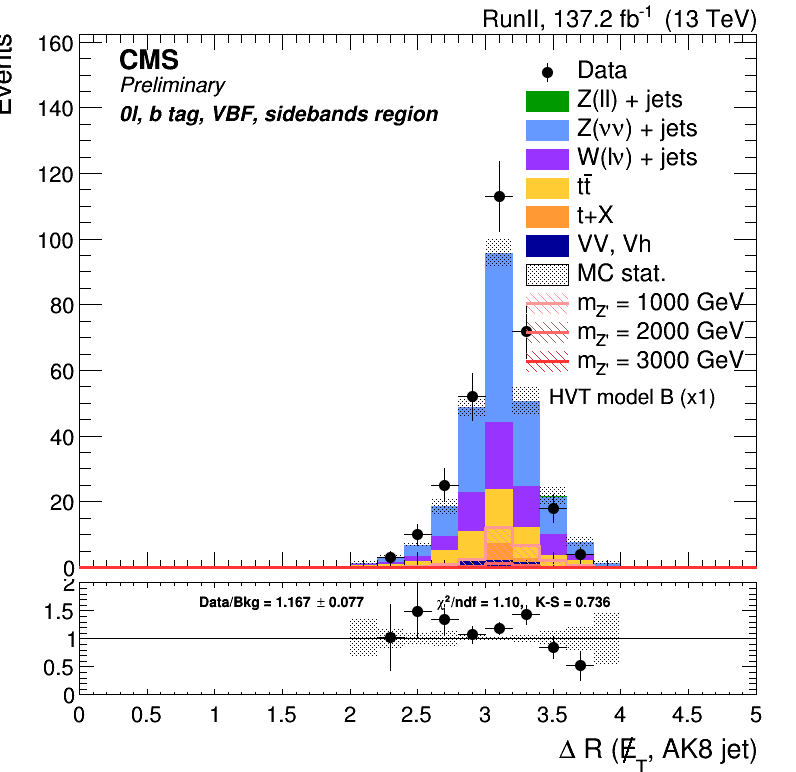 RunII, 137.2 fb⁻¹ (13 TeV)
Events
CMS
Preliminary
0l, b tag, VBF, sidebands region
Data
Z(ll) + jets
Z(νν) + jets
W(lν) + jets
tt̄
t+X
VV, Vh
MC stat.
m_Z' = 1000 GeV
m_Z' = 2000 GeV
m_Z' = 3000 GeV
HVT model B (x1)
160
140
120
100
80
60
40
20
0
Data/Bkg = 1.167 ± 0.077
χ²/ndf = 1.10, K-S = 0.736
2
1.5
1
0.5
0
0 0.5 1 1.5 2 2.5 3 3.5 4 4.5 5
Δ R (E̸_T, AK8 jet)